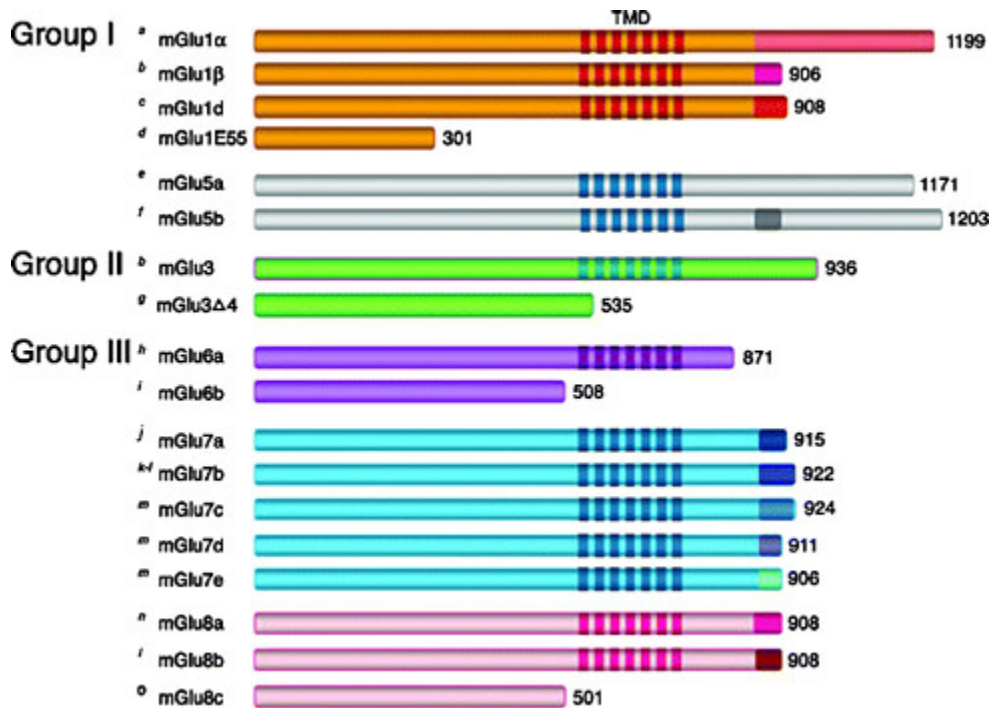 TMD
Group I a mGlu1α 1199
b mGlu1β 906
c mGlu1d 908
d mGlu1E55 301
e mGlu5a 1171
f mGlu5b 1203
Group II b mGlu3 936
g mGlu3Δ4 535
Group III h mGlu6a 871
i mGlu6b 508
j mGlu7a 915
k-l mGlu7b 922
m mGlu7c 924
m mGlu7d 911
m mGlu7e 906
n mGlu8a 908
i mGlu8b 908
o mGlu8c 501